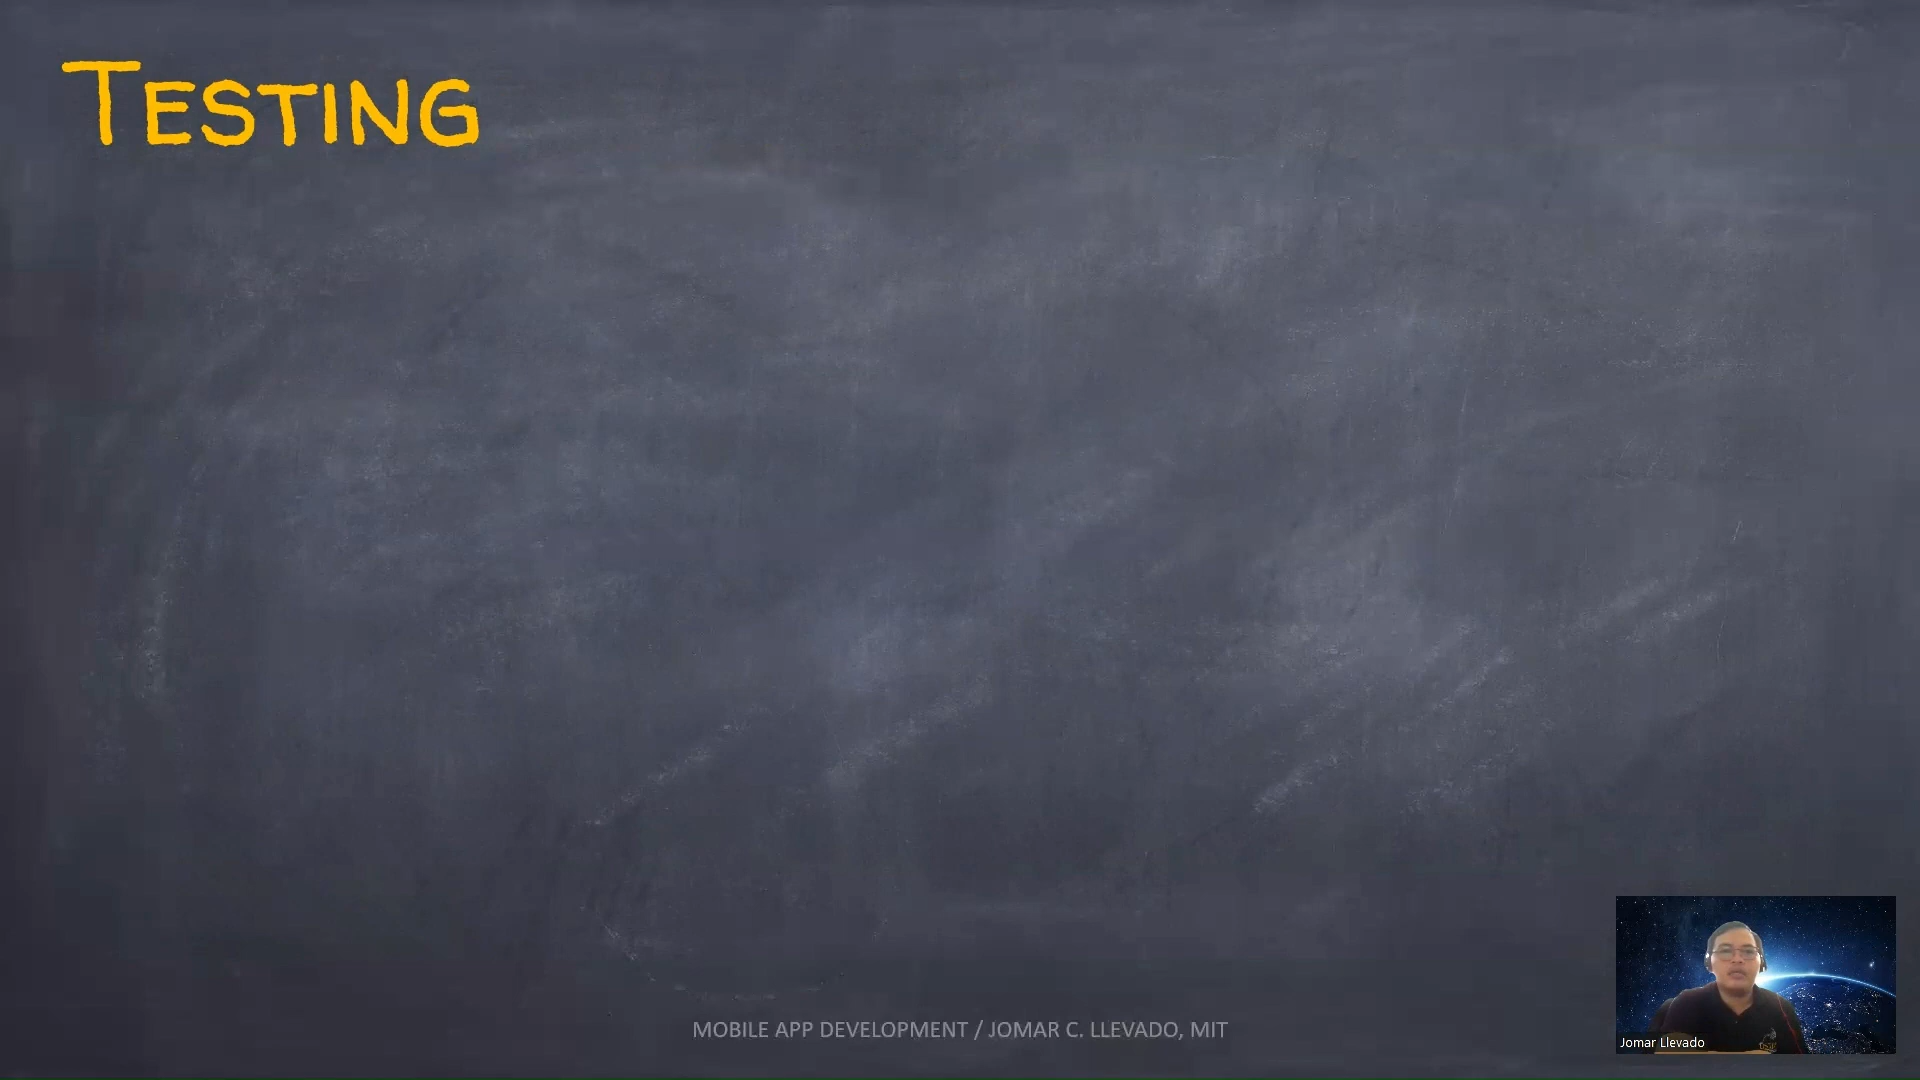 TESTING
MOBILE APP DEVELOPMENT / JOMAR C. LLEVADO, MIT
Jomar Llevado